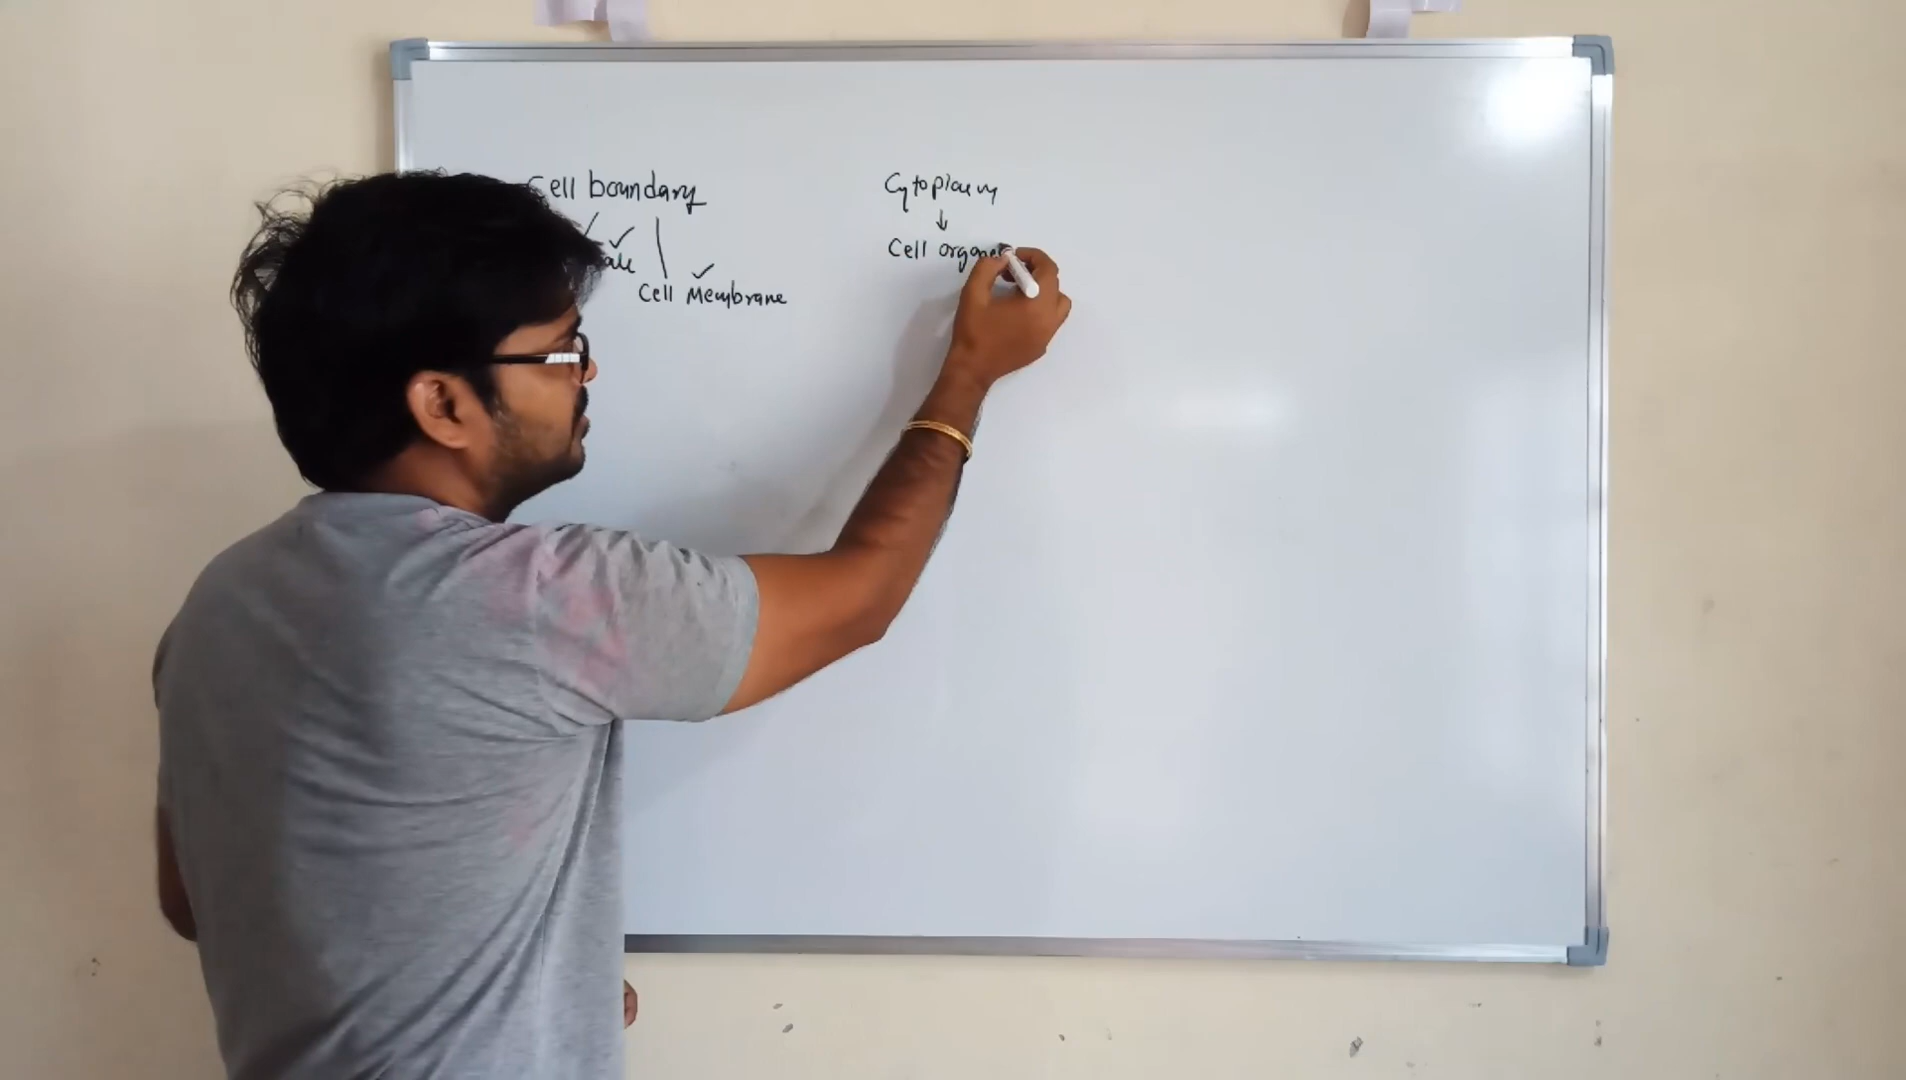 Cell boundary
Cell Membrane
Cytoplasm
Cell organe